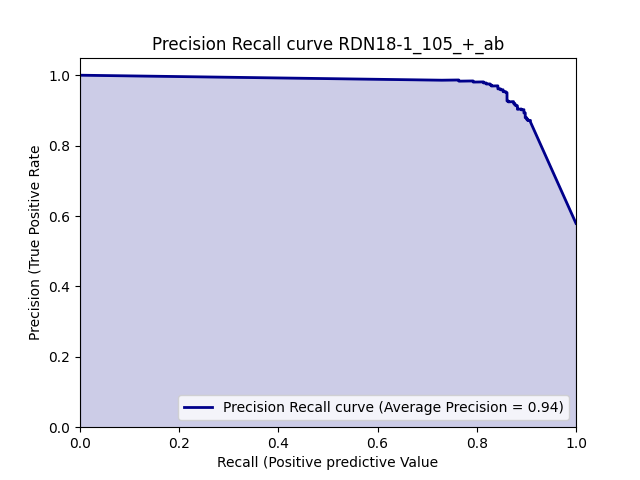 Precision Recall curve RDN18-1_105_+_ab
Precision (True Positive Rate
1.0
0.8
0.6
0.4
0.2
0.0
Precision Recall curve (Average Precision = 0.94)
0.0 0.2 0.4 0.6 0.8 1.0
Recall (Positive predictive Value